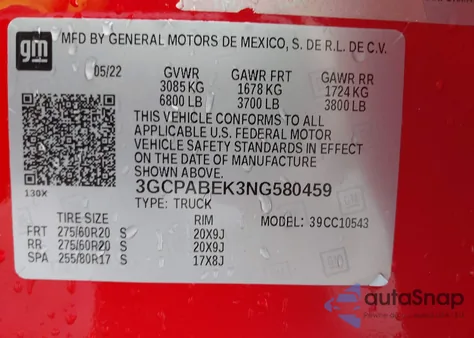 gm
MFD BY GENERAL MOTORS DE MEXICO, S. DE R.L. DE C.V.
05/22 GVWR GAWR FRT GAWR RR
3085 KG 1678 KG 1724 KG
6800 LB 3700 LB 3800 LB
THIS VEHICLE CONFORMS TO ALL
APPLICABLE U.S. FEDERAL MOTOR
VEHICLE SAFETY STANDARDS IN EFFECT
ON THE DATE OF MANUFACTURE
SHOWN ABOVE.
130X
3GCPABEK3NG580459
TYPE: TRUCK
TIRE SIZE RIM MODEL: 39CC10543
FRT 275/60R20 S 20X9J
RR 275/60R20 S 20X9J
SPA 255/80R17 S 17X8J
autaSnap